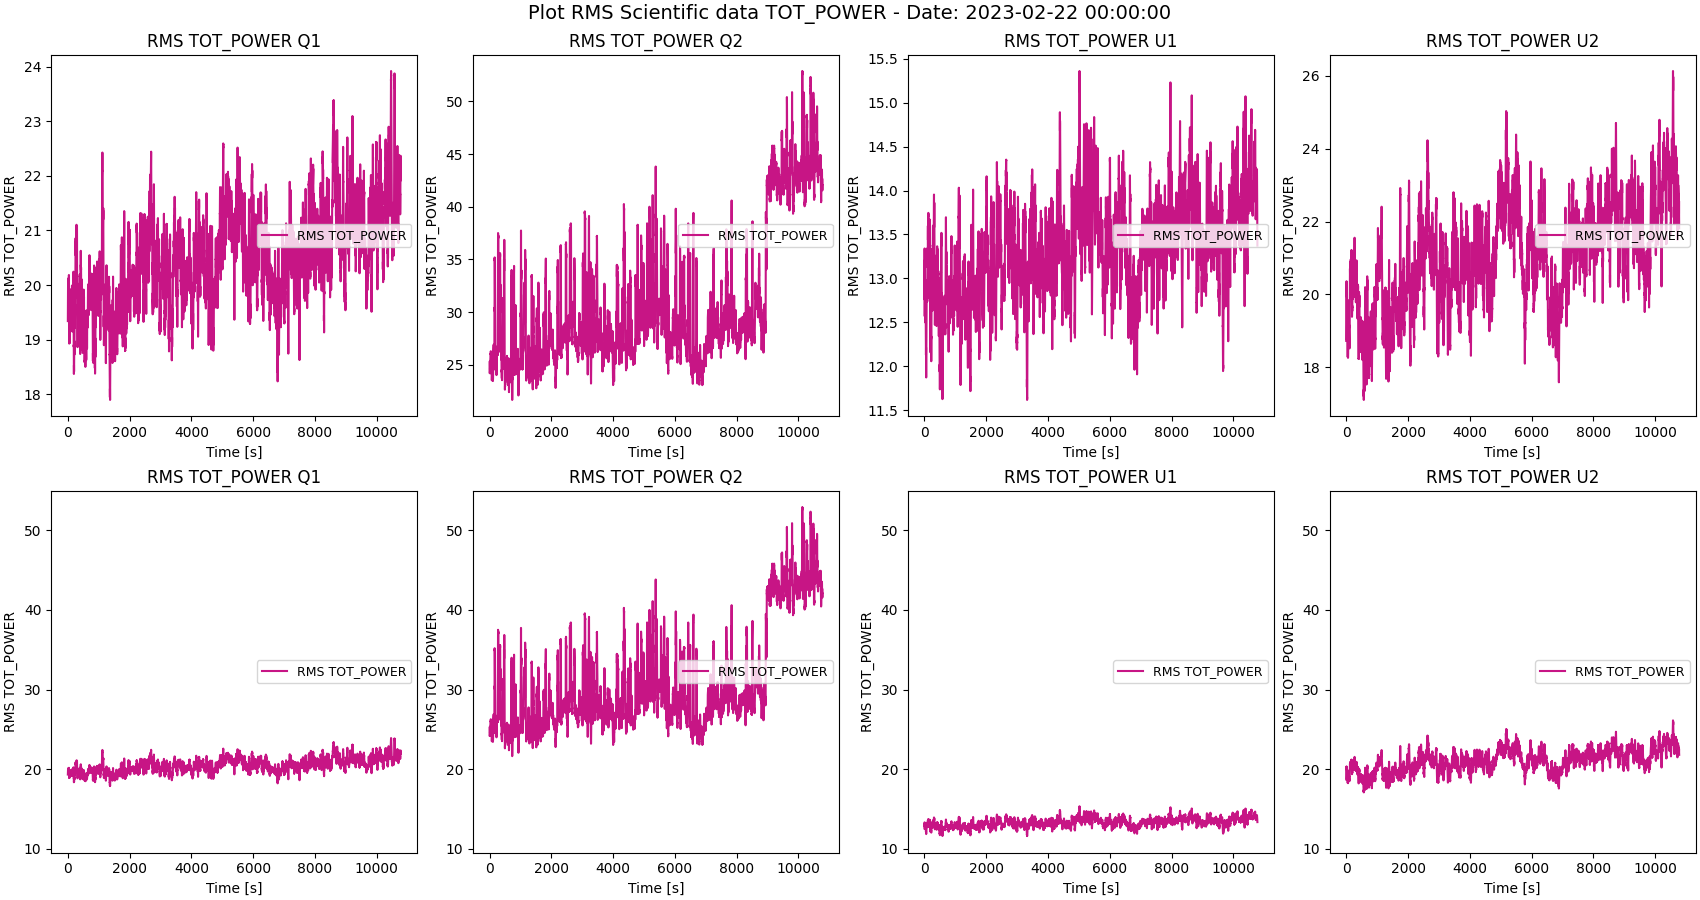 Plot RMS Scientific data TOT_POWER - Date: 2023-02-22 00:00:00
RMS TOT_POWER Q1
RMS TOT_POWER
24
23
22
21
20
19
18
RMS TOT_POWER
0 2000 4000 6000 8000 10000
Time [s]
RMS TOT_POWER Q2
RMS TOT_POWER
50
45
40
35
30
25
RMS TOT_POWER
0 2000 4000 6000 8000 10000
Time [s]
RMS TOT_POWER U1
RMS TOT_POWER
15.5
15.0
14.5
14.0
13.5
13.0
12.5
12.0
11.5
RMS TOT_POWER
0 2000 4000 6000 8000 10000
Time [s]
RMS TOT_POWER U2
RMS TOT_POWER
26
24
22
20
18
RMS TOT_POWER
0 2000 4000 6000 8000 10000
Time [s]
RMS TOT_POWER Q1
RMS TOT_POWER
50
40
30
20
10
RMS TOT_POWER
0 2000 4000 6000 8000 10000
Time [s]
RMS TOT_POWER Q2
RMS TOT_POWER
50
40
30
20
10
RMS TOT_POWER
0 2000 4000 6000 8000 10000
Time [s]
RMS TOT_POWER U1
RMS TOT_POWER
50
40
30
20
10
RMS TOT_POWER
0 2000 4000 6000 8000 10000
Time [s]
RMS TOT_POWER U2
RMS TOT_POWER
50
40
30
20
10
RMS TOT_POWER
0 2000 4000 6000 8000 10000
Time [s]